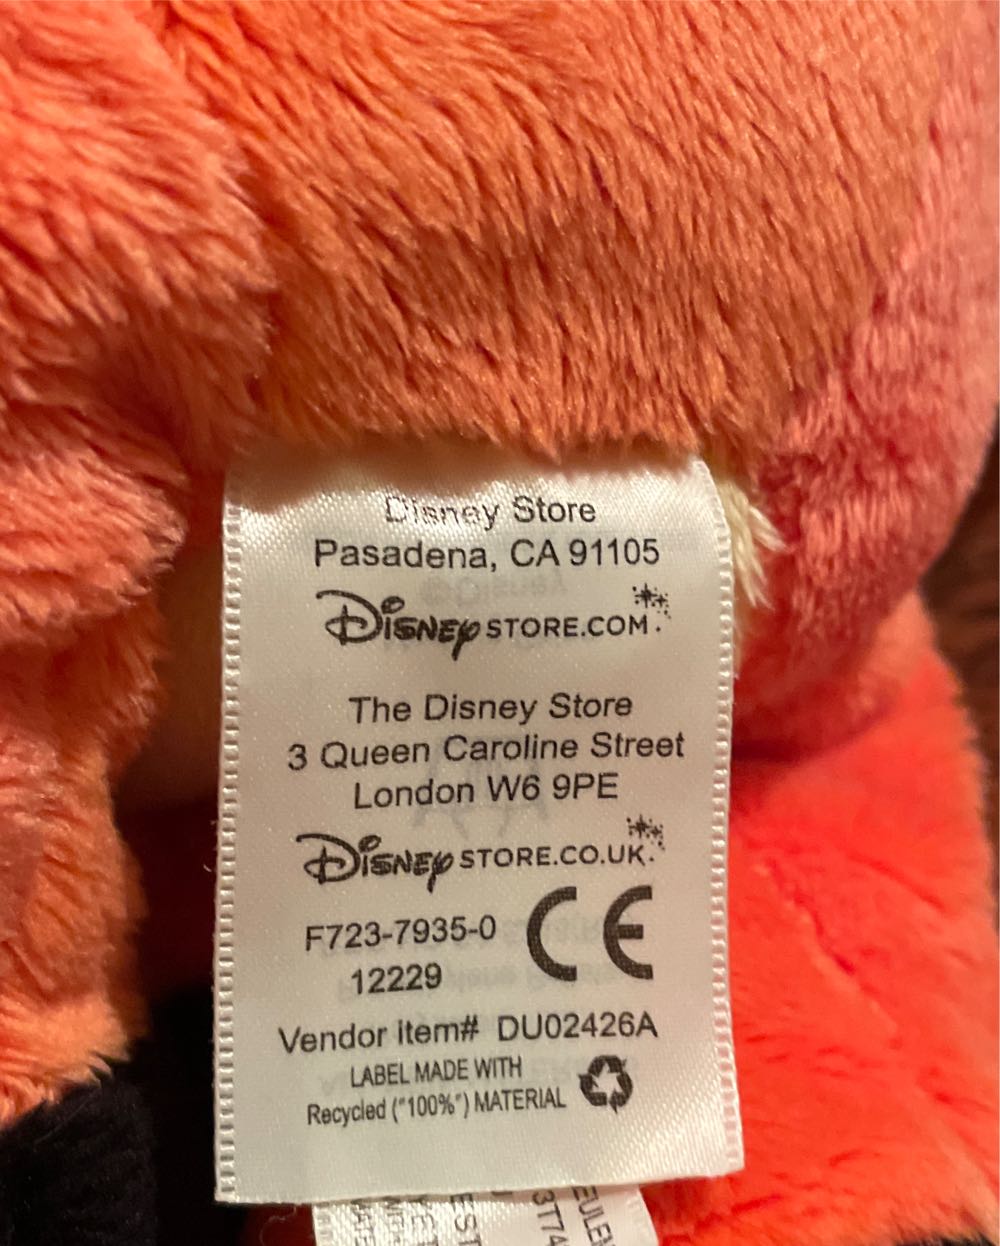 Disney Store
Pasadena, CA 91105
DISNEY STORE.COM
The Disney Store
3 Queen Caroline Street
London W6 9PE
DISNEY STORE.CO.UK
F723-7935-0 CE
12229
Vendor item# DU02426A
LABEL MADE WITH
Recycled ("100%") MATERIAL